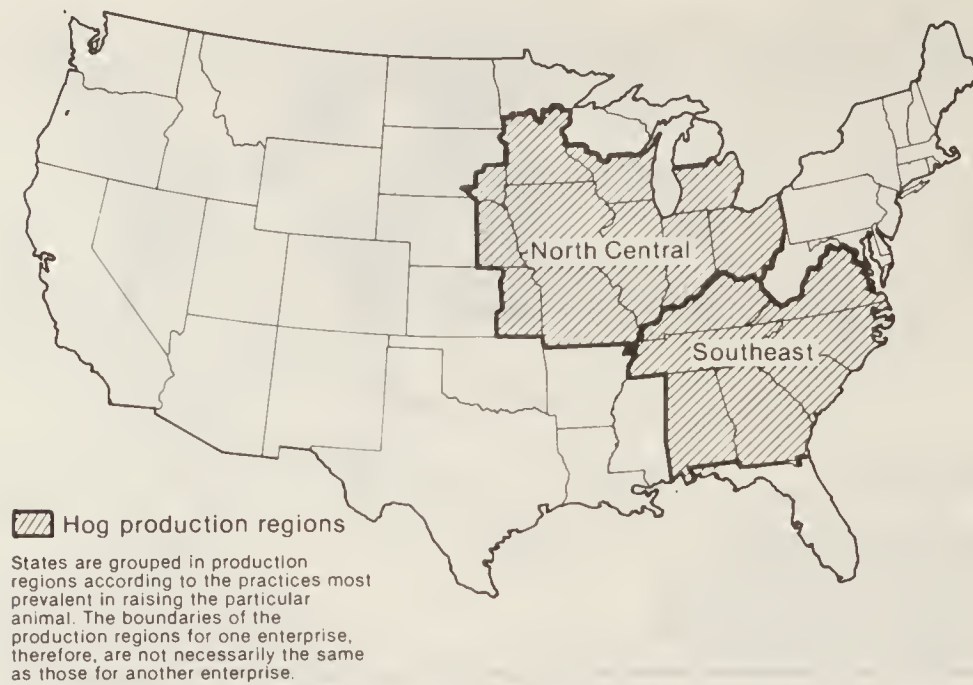 North Central
Southeast
Hog production regions
States are grouped in production
regions according to the practices most
prevalent in raising the particular
animal. The boundaries of the
production regions for one enterprise,
therefore, are not necessarily the same
as those for another enterprise.